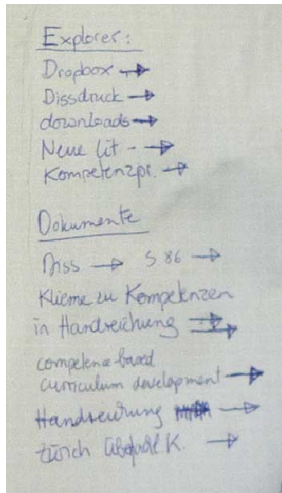 Explorer:
Dropbox →
Dissdruck →
downloads →
Neue Lit - →
Kompetenzpr. →
Dokumente
Diss → S 86 →
Klieme zu Kompetenzen
in Handreichung →
competence based
curriculum development →
Handreichung →
Zürich K. →